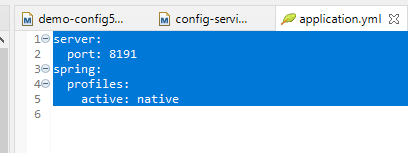 demo-config5... config-servi... application.yml
1 server:
2   port: 8191
3 spring:
4   profiles:
5     active: native
6